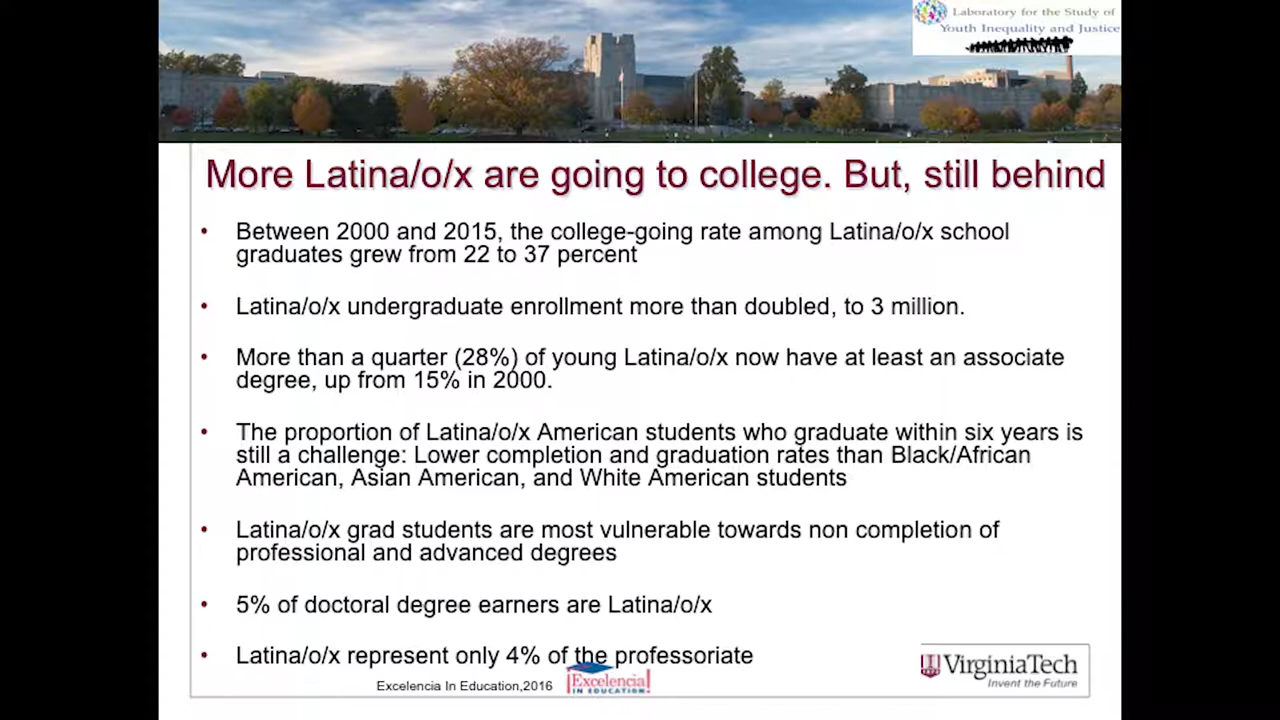 Laboratory for the Study of
Youth Inequality and Justice
More Latina/o/x are going to college. But, still behind
• Between 2000 and 2015, the college-going rate among Latina/o/x school
graduates grew from 22 to 37 percent
• Latina/o/x undergraduate enrollment more than doubled, to 3 million.
• More than a quarter (28%) of young Latina/o/x now have at least an associate
degree, up from 15% in 2000.
• The proportion of Latina/o/x American students who graduate within six years is
still a challenge: Lower completion and graduation rates than Black/African
American, Asian American, and White American students
• Latina/o/x grad students are most vulnerable towards non completion of
professional and advanced degrees
• 5% of doctoral degree earners are Latina/o/x
• Latina/o/x represent only 4% of the professoriate
Excelencia In Education,2016
¡Excelencia!
IN EDUCATION
VirginiaTech
Invent the Future